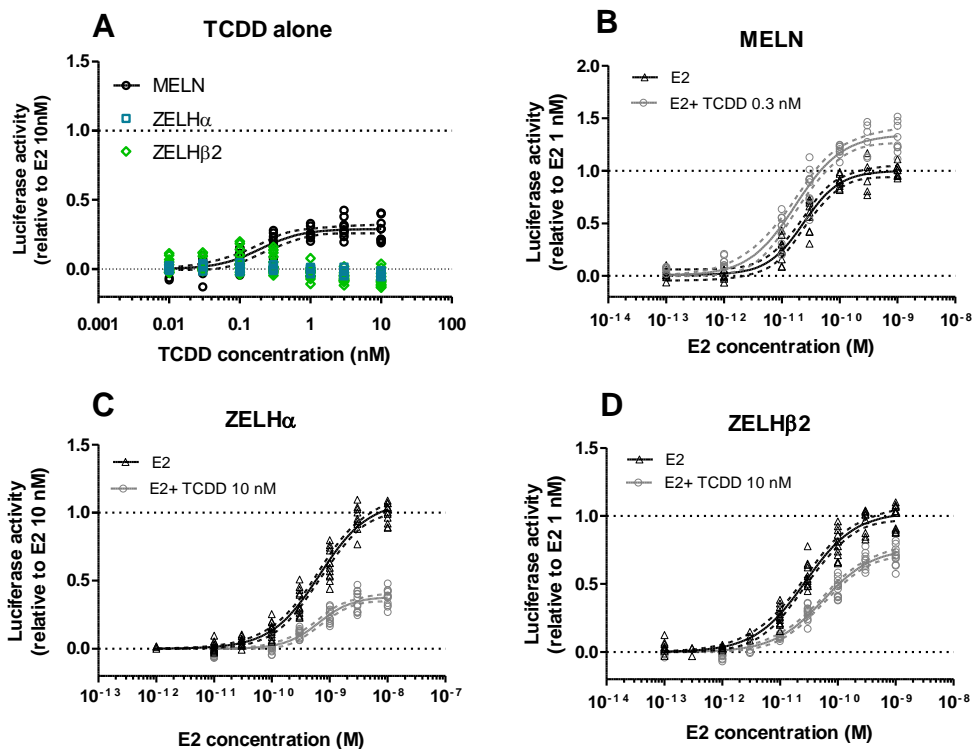 A
TCDD alone
Luciferase activity
(relative to E2 10nM)
MELN
ZELHα
ZELHβ2
1.5
1.0
0.5
0.0
0.001 0.01 0.1 1 10 100
TCDD concentration (nM)
B
MELN
Luciferase activity
(relative to E2 1 nM)
E2
E2+ TCDD 0.3 nM
2.0
1.5
1.0
0.5
0.0
10⁻¹⁴ 10⁻¹³ 10⁻¹² 10⁻¹¹ 10⁻¹⁰ 10⁻⁹ 10⁻⁸
E2 concentration (M)
C
ZELHα
Luciferase activity
(relative to E2 10 nM)
E2
E2+ TCDD 10 nM
1.5
1.0
0.5
0.0
10⁻¹³ 10⁻¹² 10⁻¹¹ 10⁻¹⁰ 10⁻⁹ 10⁻⁸ 10⁻⁷
E2 concentration (M)
D
ZELHβ2
Luciferase activity
(relative to E2 1 nM)
E2
E2+ TCDD 10 nM
1.5
1.0
0.5
0.0
10⁻¹⁴ 10⁻¹³ 10⁻¹² 10⁻¹¹ 10⁻¹⁰ 10⁻⁹ 10⁻⁸
E2 concentration (M)